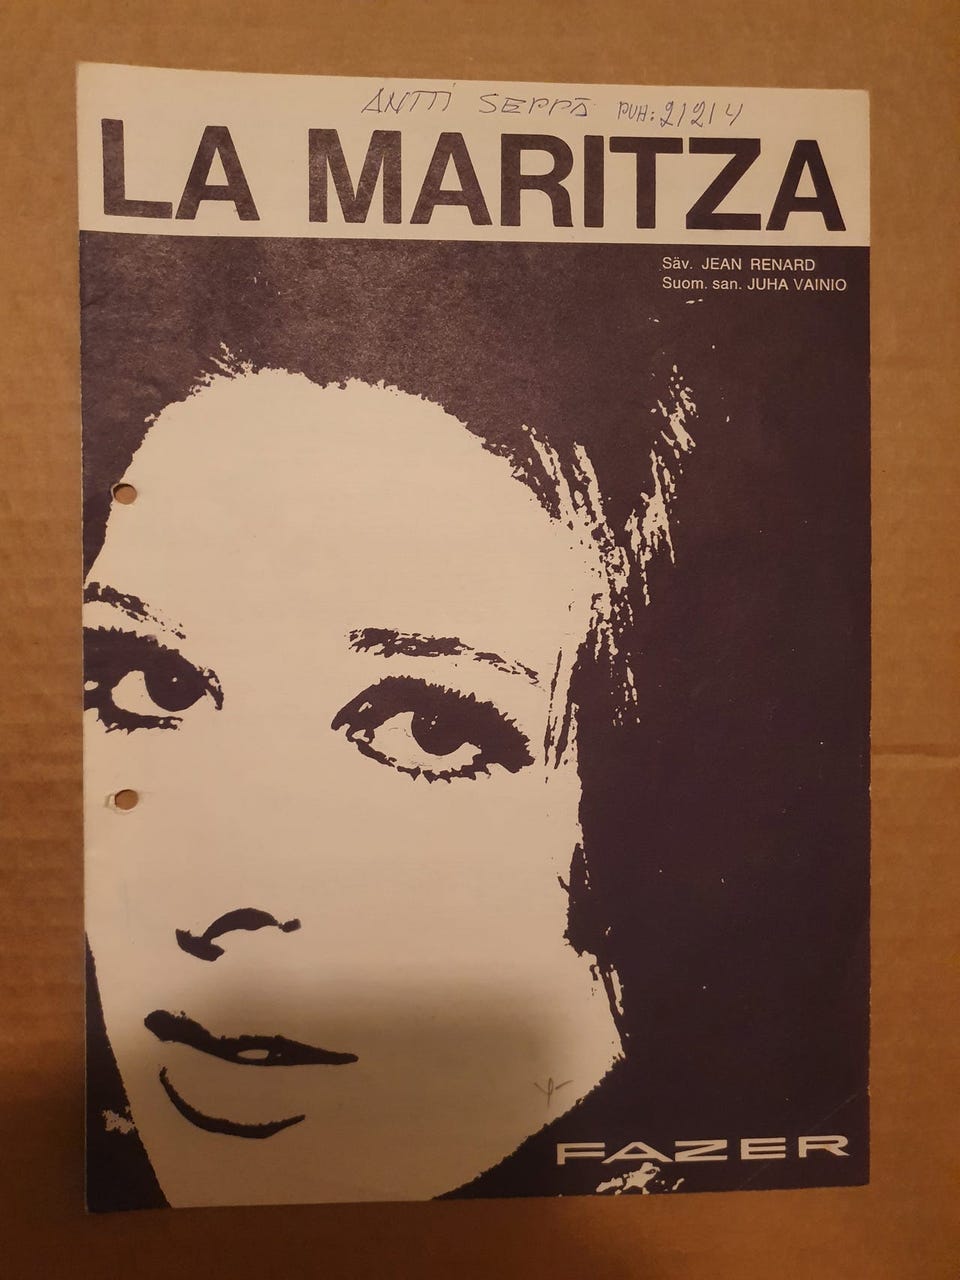 ANTTI SEPPÄ PUH: 21214
LA MARITZA
Säv. JEAN RENARD
Suom. san. JUHA VAINIO
FAZER